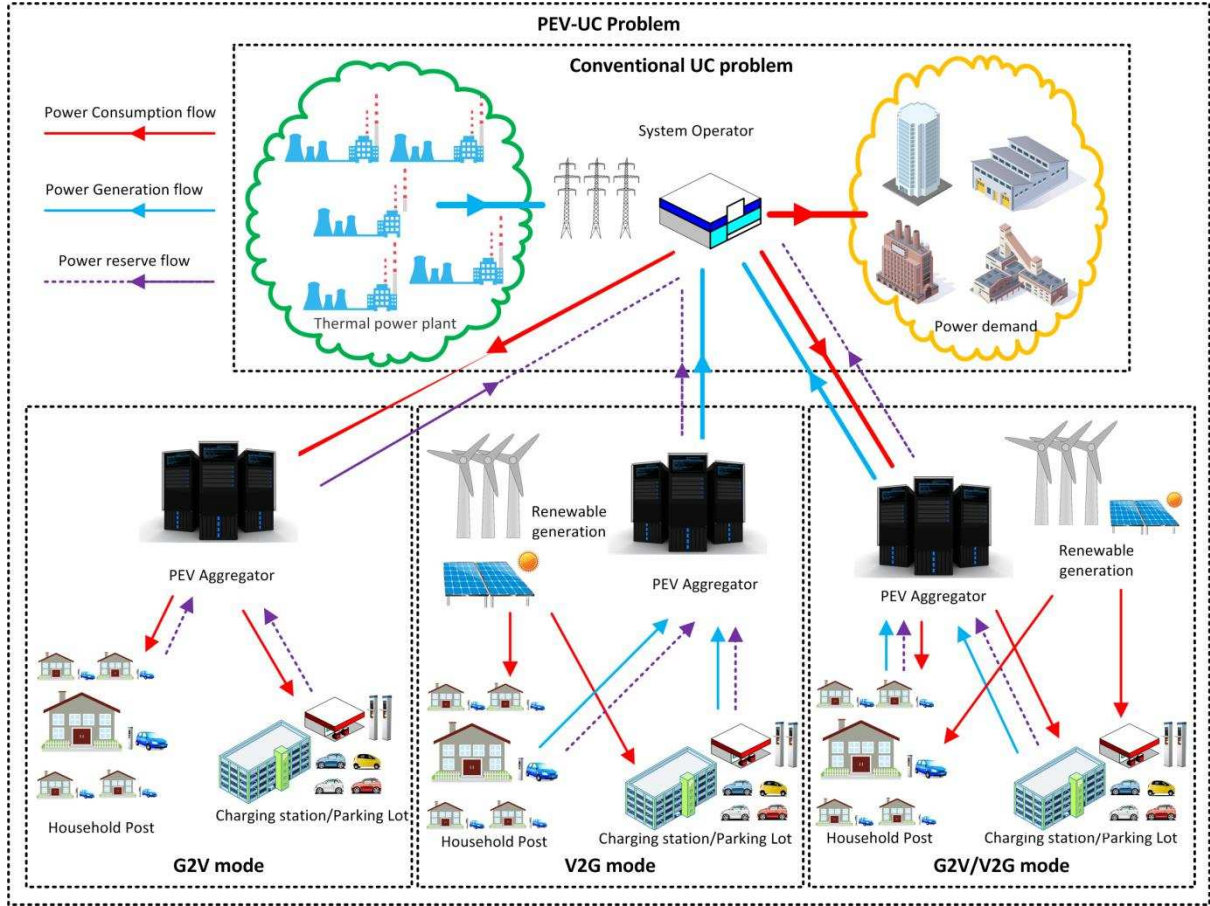 PEV-UC Problem
Conventional UC problem
Power Consumption flow
Power Generation flow
Power reserve flow
System Operator
Thermal power plant
Power demand
PEV Aggregator
Household Post
Charging station/Parking Lot
G2V mode
Renewable
generation
PEV Aggregator
Household Post
Charging station/Parking Lot
V2G mode
Renewable
generation
PEV Aggregator
Household Post
Charging station/Parking Lot
G2V/V2G mode